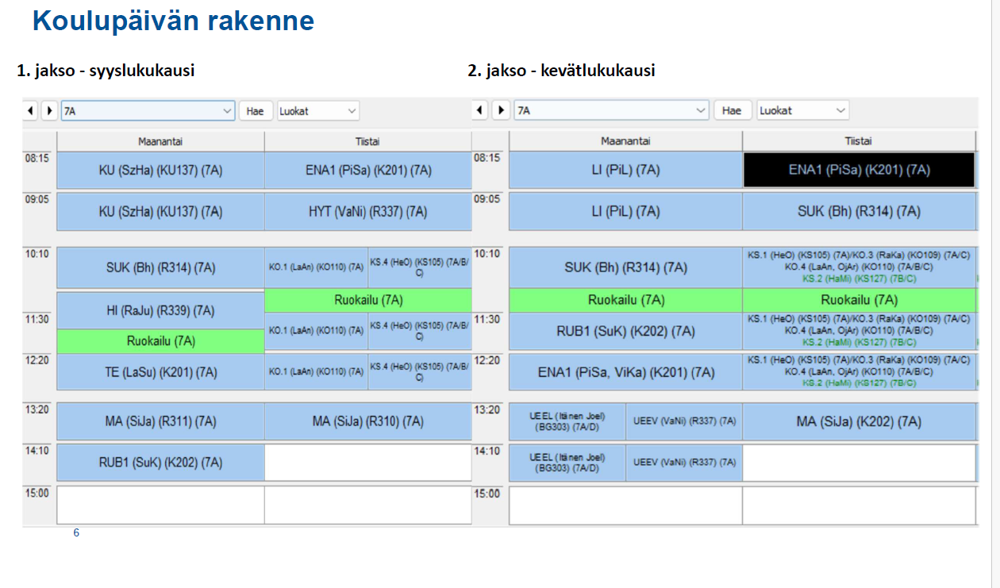 Koulupäivän rakenne
1. jakso - syyslukukausi
7A
Hae
Luokat
Maanantai
Tiistai
08:15
KU (SzHa) (KU137) (7A)
ENA1 (PiSa) (K201) (7A)
09:05
KU (SzHa) (KU137) (7A)
HYT (VaNi) (R337) (7A)
10:10
SUK (Bh) (R314) (7A)
KO.1 (LaAn) (KO110) (7A)
KS.4 (HeO) (KS105) (7A/B/
C)
HI (RaJu) (R339) (7A)
Ruokailu (7A)
11:30
KO.1 (LaAn) (KO110) (7A)
KS.4 (HeO) (KS105) (7A/B/
C)
Ruokailu (7A)
12:20
TE (LaSu) (K201) (7A)
KO.1 (LaAn) (KO110) (7A)
KS.4 (HeO) (KS105) (7A/B/
C)
13:20
MA (SiJa) (R311) (7A)
MA (SiJa) (R310) (7A)
14:10
RUB1 (SuK) (K202) (7A)
15:00
2. jakso - kevätlukukausi
7A
Hae
Luokat
Maanantai
Tiistai
08:15
LI (PiL) (7A)
ENA1 (PiSa) (K201) (7A)
09:05
LI (PiL) (7A)
SUK (Bh) (R314) (7A)
10:10
SUK (Bh) (R314) (7A)
KS.1 (HeO) (KS105) (7A)/KO.3 (RaKa) (KO109) (7A/C)
KO.4 (LaAn, OjAr) (KO110) (7A/B/C)
KS.2 (HaMi) (KS127) (7B/C)
Ruokailu (7A)
Ruokailu (7A)
11:30
RUB1 (SuK) (K202) (7A)
KS.1 (HeO) (KS105) (7A)/KO.3 (RaKa) (KO109) (7A/C)
KO.4 (LaAn, OjAr) (KO110) (7A/B/C)
KS.2 (HaMi) (KS127) (7B/C)
12:20
ENA1 (PiSa, ViKa) (K201) (7A)
KS.1 (HeO) (KS105) (7A)/KO.3 (RaKa) (KO109) (7A/C)
KO.4 (LaAn, OjAr) (KO110) (7A/B/C)
KS.2 (HaMi) (KS127) (7B/C)
13:20
UEEL (Itänen Joel)
(BG303) (7A/D)
UEEV (VaNi) (R337) (7A)
MA (SiJa) (K202) (7A)
14:10
UEEL (Itänen Joel)
(BG303) (7A/D)
UEEV (VaNi) (R337) (7A)
15:00
6